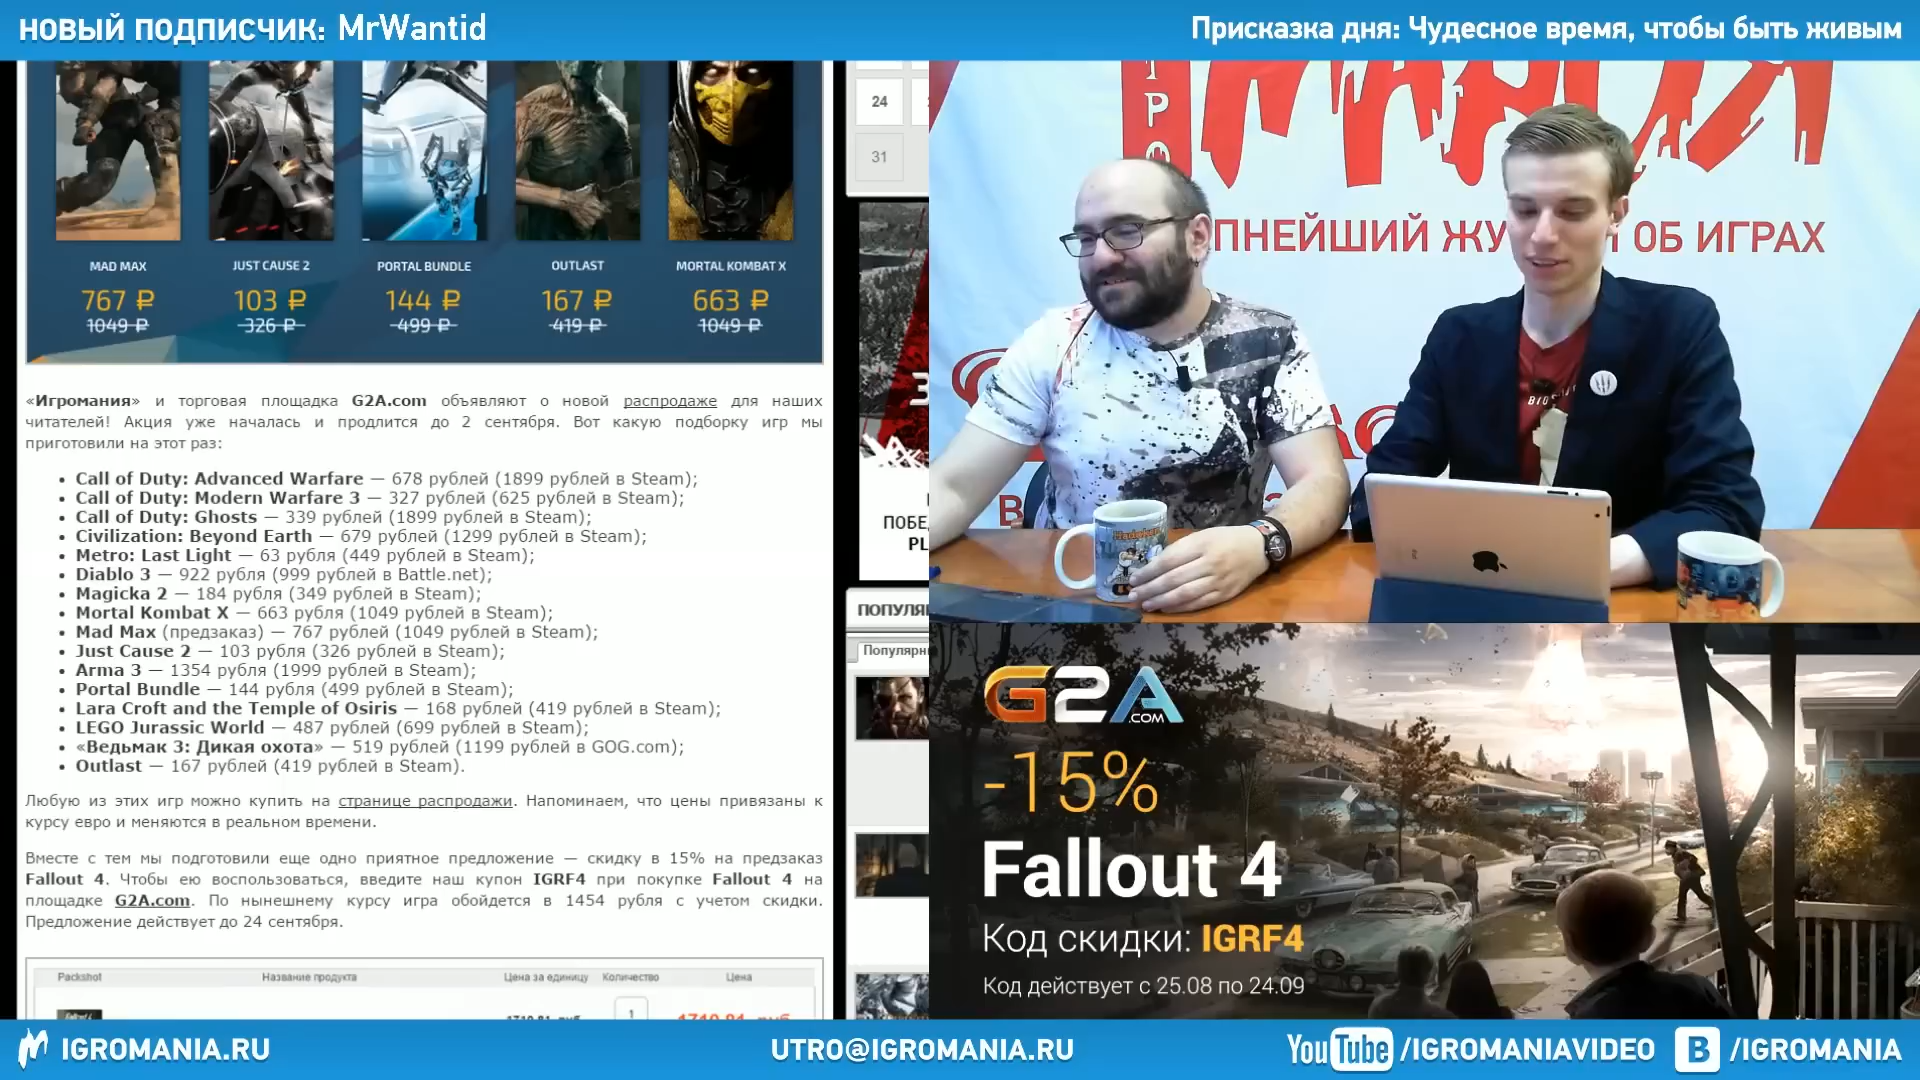 НОВЫЙ ПОДПИСЧИК: MrWantid
Присказка дня: Чудесное время, чтобы быть живым
MAD MAX
767 ₽
1049 ₽
JUST CAUSE 2
103 ₽
326 ₽
PORTAL BUNDLE
144 ₽
499 ₽
OUTLAST
167 ₽
419 ₽
MORTAL KOMBAT X
663 ₽
1049 ₽
«Игромания» и торговая площадка G2A.com объявляют о новой распродаже для наших
читателей! Акция уже началась и продлится до 2 сентября. Вот какую подборку игр мы
приготовили на этот раз:
• Call of Duty: Advanced Warfare — 678 рублей (1899 рублей в Steam);
• Call of Duty: Modern Warfare 3 — 327 рублей (625 рублей в Steam);
• Call of Duty: Ghosts — 339 рублей (1899 рублей в Steam);
• Civilization: Beyond Earth — 679 рублей (1299 рублей в Steam);
• Metro: Last Light — 63 рубля (449 рублей в Steam);
• Diablo 3 — 922 рубля (999 рублей в Battle.net);
• Magicka 2 — 184 рубля (349 рублей в Steam);
• Mortal Kombat X — 663 рубля (1049 рублей в Steam);
• Mad Max (предзаказ) — 767 рублей (1049 рублей в Steam);
• Just Cause 2 — 103 рубля (326 рублей в Steam);
• Arma 3 — 1354 рубля (1999 рублей в Steam);
• Portal Bundle — 144 рубля (499 рублей в Steam);
• Lara Croft and the Temple of Osiris — 168 рублей (419 рублей в Steam);
• LEGO Jurassic World — 487 рублей (699 рублей в Steam);
• «Ведьмак 3: Дикая охота» — 519 рублей (1199 рублей в GOG.com);
• Outlast — 167 рублей (419 рублей в Steam).
Любую из этих игр можно купить на странице распродажи. Напоминаем, что цены привязаны к
курсу евро и меняются в реальном времени.
Вместе с тем мы подготовили еще одно приятное предложение — скидку в 15% на предзаказ
Fallout 4. Чтобы ею воспользоваться, введите наш купон IGRF4 при покупке Fallout 4 на
площадке G2A.com. По нынешнему курсу игра обойдется в 1454 рубля с учетом скидки.
Предложение действует до 24 сентября.
Packshot Название продукта Цена за единицу Количество Цена
1
24
31
ПОБЕД
PL
ПОПУЛЯ
Популярн
ПНЕЙШИЙ ЖУ
ОБ ИГРАХ
G2A
.COM
-15%
Fallout 4
Код скидки: IGRF4
Код действует с 25.08 по 24.09
IGROMANIA.RU
UTRO@IGROMANIA.RU
YouTube /IGROMANIAVIDEO
B /IGROMANIA